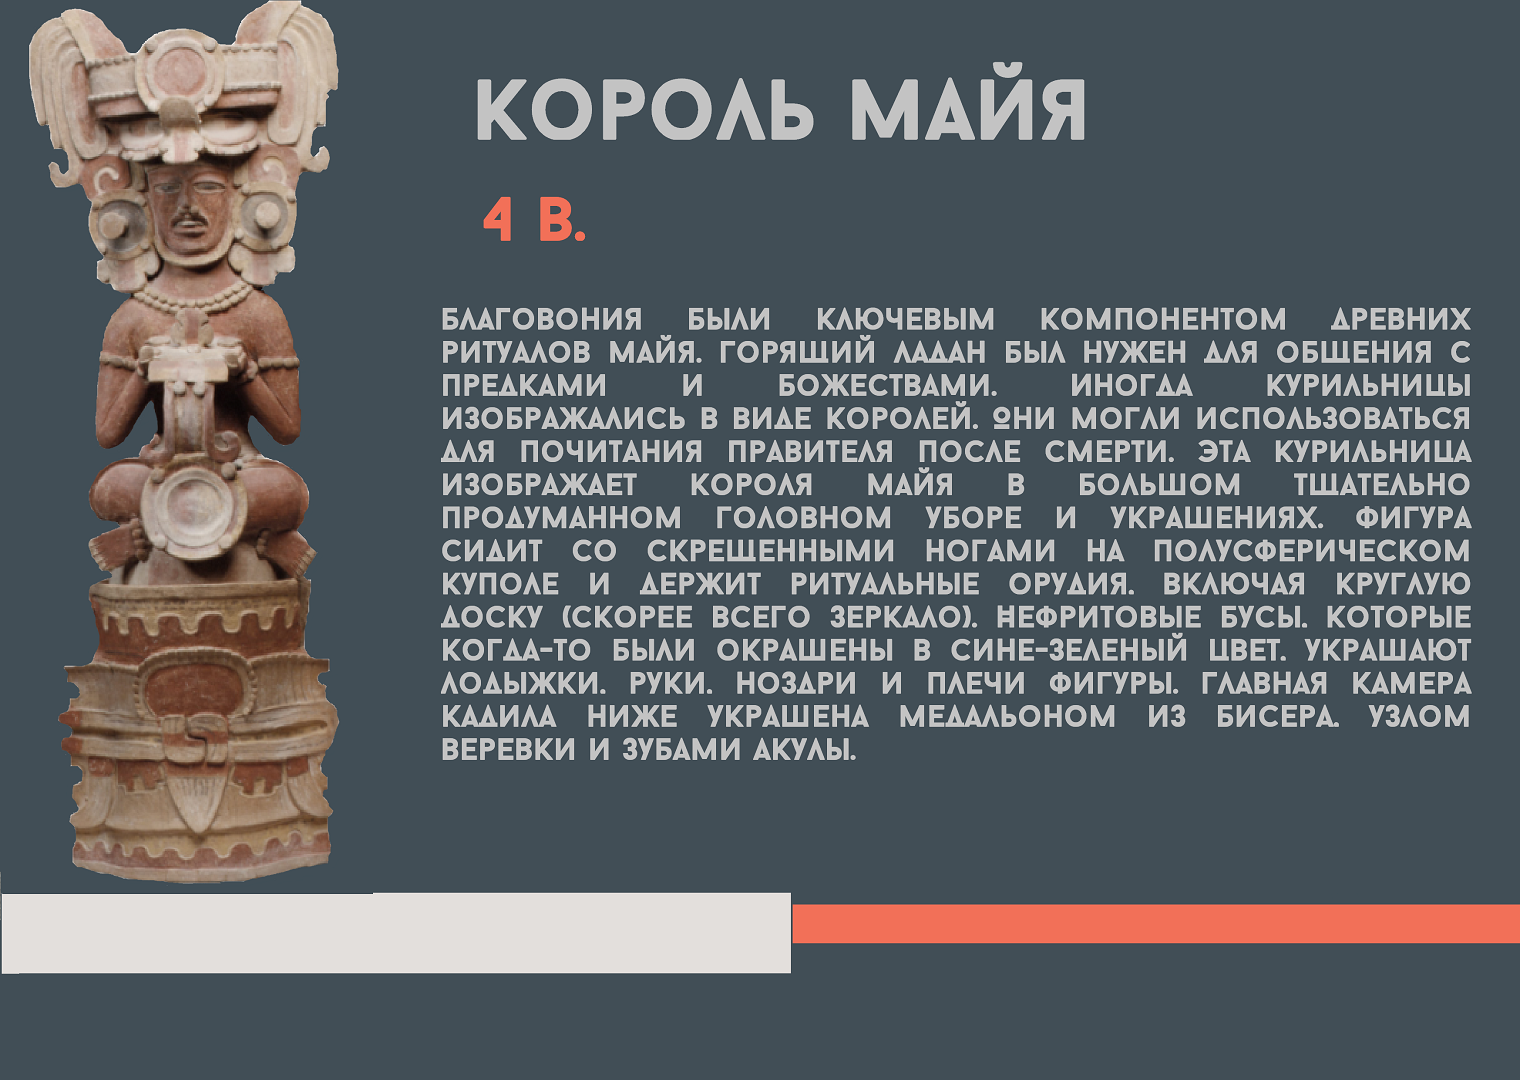 КОРОЛЬ МАЙЯ
4 В.
БЛАГОВОНИЯ БЫЛИ КЛЮЧЕВЫМ КОМПОНЕНТОМ ДРЕВНИХ
РИТУАЛОВ МАЙЯ. ГОРЯЩИЙ ЛАДАН БЫЛ НУЖЕН ДЛЯ ОБЩЕНИЯ С
ПРЕДКАМИ И БОЖЕСТВАМИ. ИНОГДА КУРИЛЬНИЦЫ
ИЗОБРАЖАЛИСЬ В ВИДЕ КОРОЛЕЙ. ОНИ МОГЛИ ИСПОЛЬЗОВАТЬСЯ
ДЛЯ ПОЧИТАНИЯ ПРАВИТЕЛЯ ПОСЛЕ СМЕРТИ. ЭТА КУРИЛЬНИЦА
ИЗОБРАЖАЕТ КОРОЛЯ МАЙЯ В БОЛЬШОМ ТЩАТЕЛЬНО
ПРОДУМАННОМ ГОЛОВНОМ УБОРЕ И УКРАШЕНИЯХ. ФИГУРА
СИДИТ СО СКРЕЩЕННЫМИ НОГАМИ НА ПОЛУСФЕРИЧЕСКОМ
КУПОЛЕ И ДЕРЖИТ РИТУАЛЬНЫЕ ОРУДИЯ. ВКЛЮЧАЯ КРУГЛУЮ
ДОСКУ (СКОРЕЕ ВСЕГО ЗЕРКАЛО). НЕФРИТОВЫЕ БУСЫ. КОТОРЫЕ
КОГДА-ТО БЫЛИ ОКРАШЕНЫ В СИНЕ-ЗЕЛЕНЫЙ ЦВЕТ. УКРАШАЮТ
ЛОДЫЖКИ. РУКИ. НОЗДРИ И ПЛЕЧИ ФИГУРЫ. ГЛАВНАЯ КАМЕРА
КАДИЛА НИЖЕ УКРАШЕНА МЕДАЛЬОНОМ ИЗ БИСЕРА. УЗЛОМ
ВЕРЕВКИ И ЗУБАМИ АКУЛЫ.